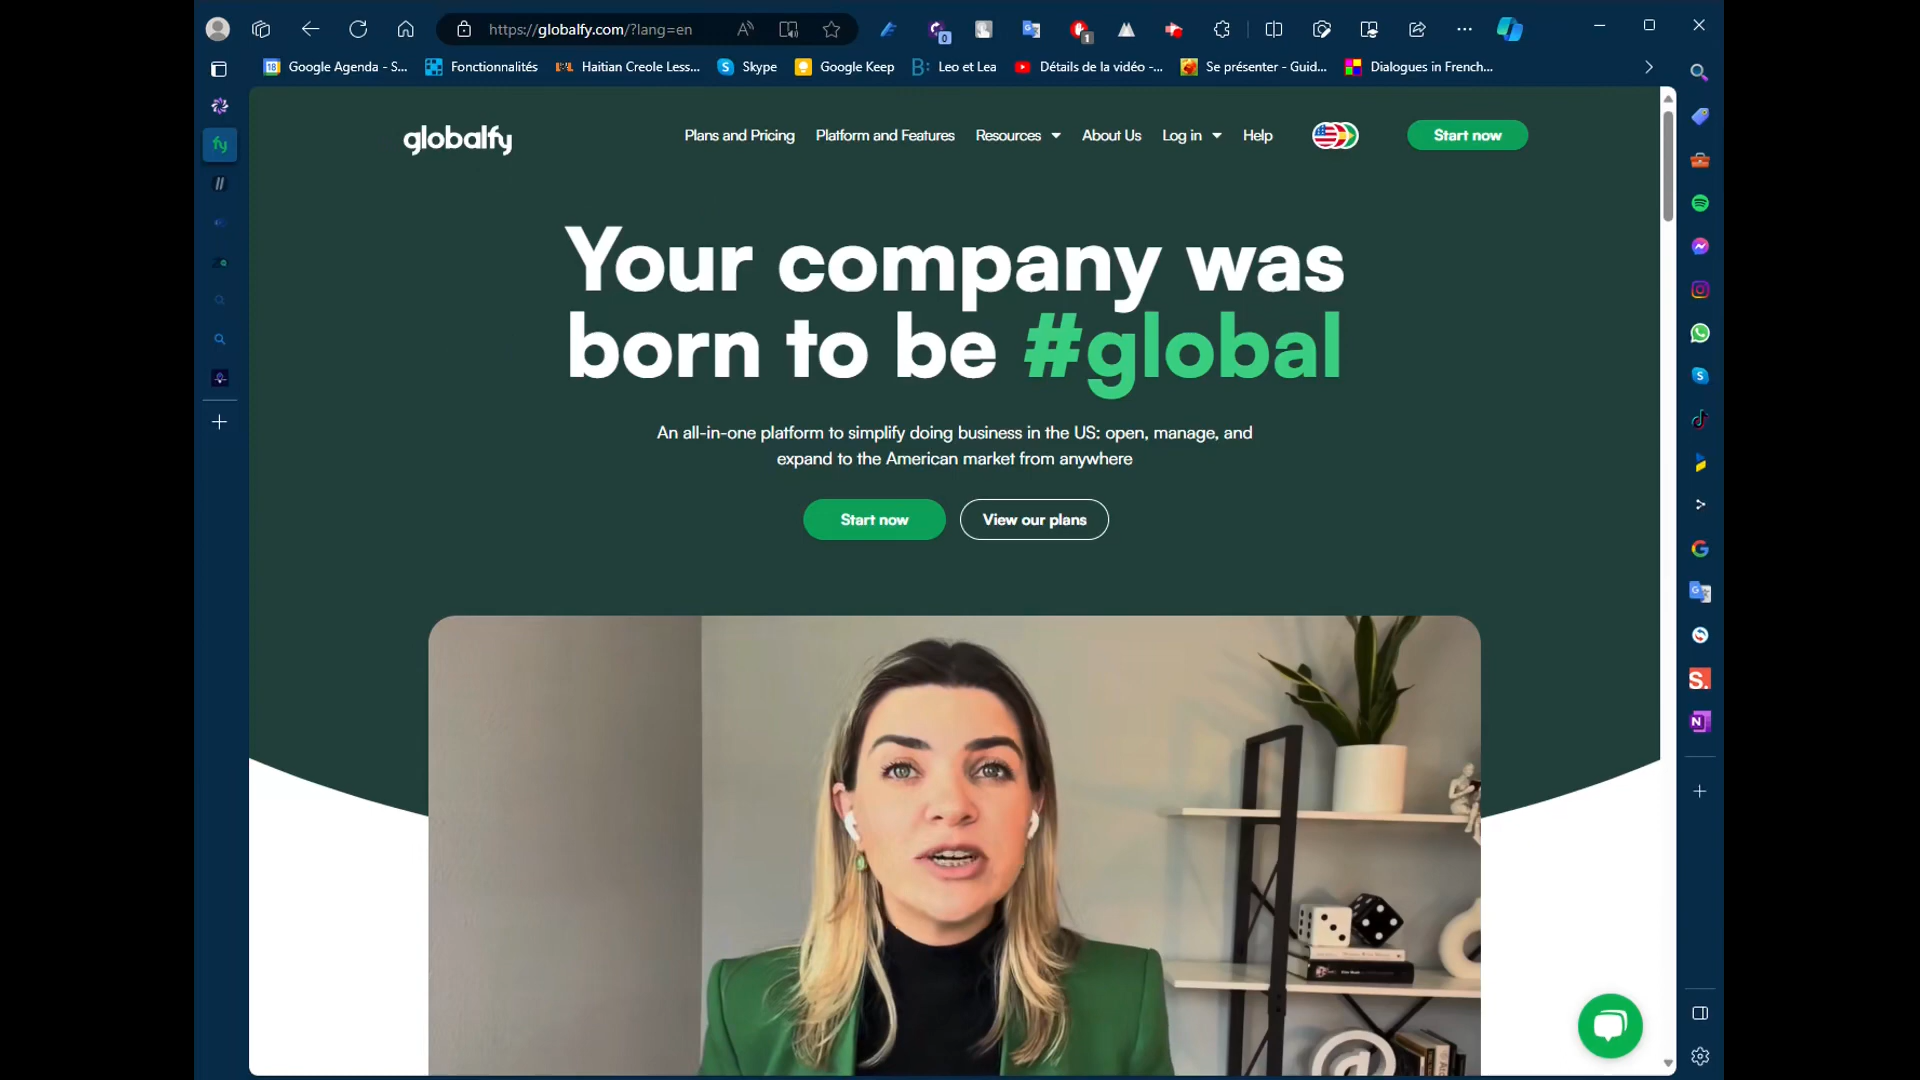 https://globalfy.com/?lang=en
0
1
18
Google Agenda - S...
Fonctionnalités
Haitian Creole Less...
Skype
Google Keep
Leo et Lea
Détails de la vidéo -...
Se présenter - Guid...
Dialogues in French...
fy
globalfy
Plans and Pricing
Platform and Features
Resources
About Us
Log in
Help
Start now
Your company was
born to be #global
An all-in-one platform to simplify doing business in the US: open, manage, and
expand to the American market from anywhere
Start now
View our plans